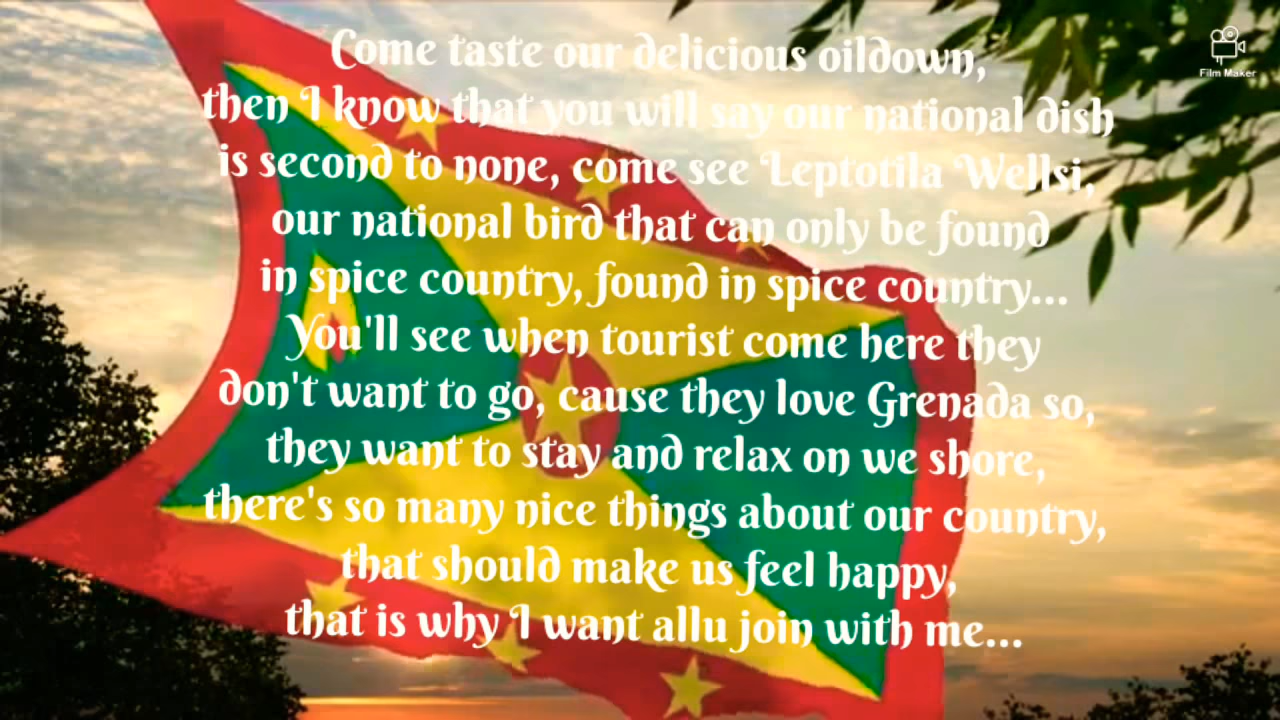 Come taste our delicious oildown,
then I know that you will say our national dish
is second to none, come see Leptotila Wellsi,
our national bird that can only be found
in spice country, found in spice country...
You'll see when tourist come here they
don't want to go, cause they love Grenada so,
they want to stay and relax on we shore,
there's so many nice things about our country,
that should make us feel happy,
that is why I want allu join with me...
Film Maker